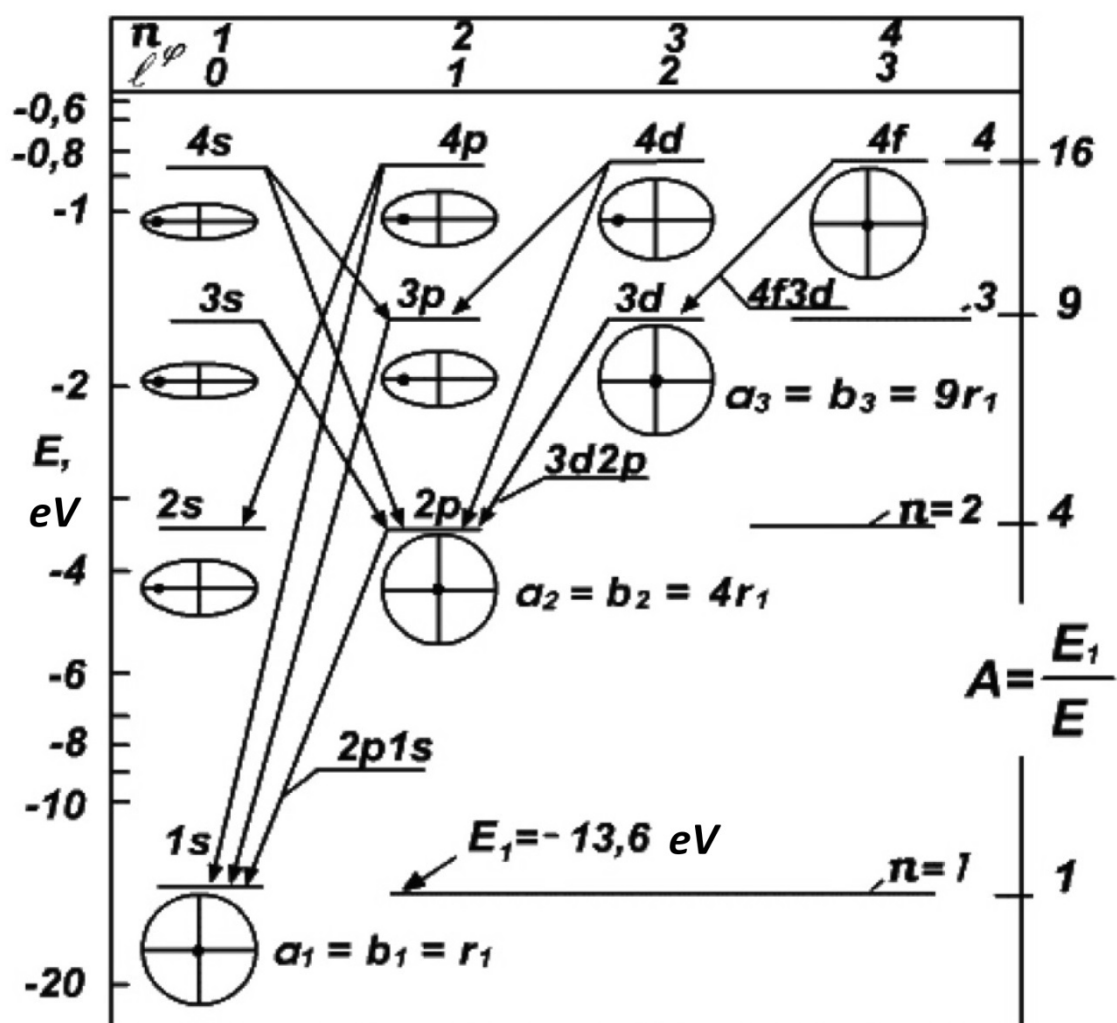 n 1 2 3 4
ℓ^φ 0 1 2 3
-0,6
-0,8 4s 4p 4d 4f 4 16
-1
3s 3p 3d 4f3d .3 9
-2 a₃ = b₃ = 9r₁
E,
eV
3d2p
2s 2p n=2 4
-4 a₂ = b₂ = 4r₁
-6 A= E₁
E
-8 2p1s
-10
1s E₁=- 13,6 eV n=1 1
a₁ = b₁ = r₁
-20